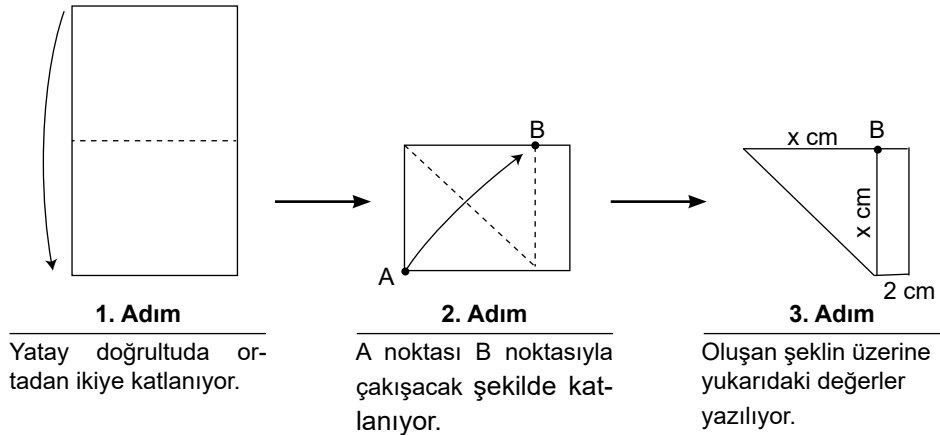 B
x cm
B
x cm
A
2 cm
1. Adım
Yatay doğrultuda or-
tadan ikiye katlanıyor.
2. Adım
A noktası B noktasıyla
çakışacak şekilde kat-
lanıyor.
3. Adım
Oluşan şeklin üzerine
yukarıdaki değerler
yazılıyor.